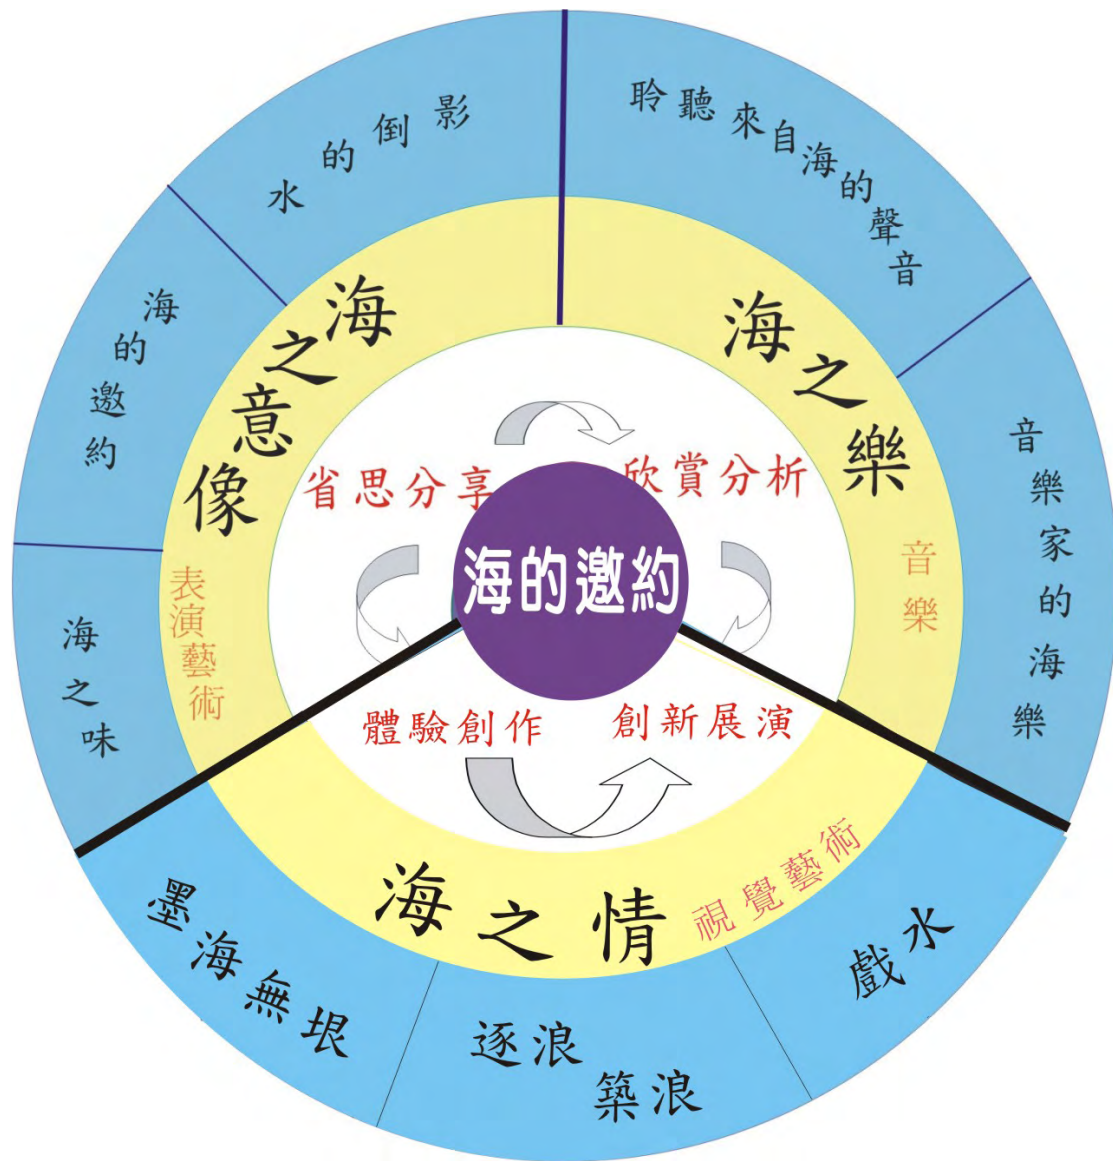 聆聽來自海的聲音
音樂家的海樂
水的倒影
海的邀約
海之味
海之意像
表演藝術
海之樂
音樂
省思分享
欣賞分析
海的邀約
體驗創作
創新展演
海之情
視覺藝術
墨海無垠
逐浪
築浪
戲水